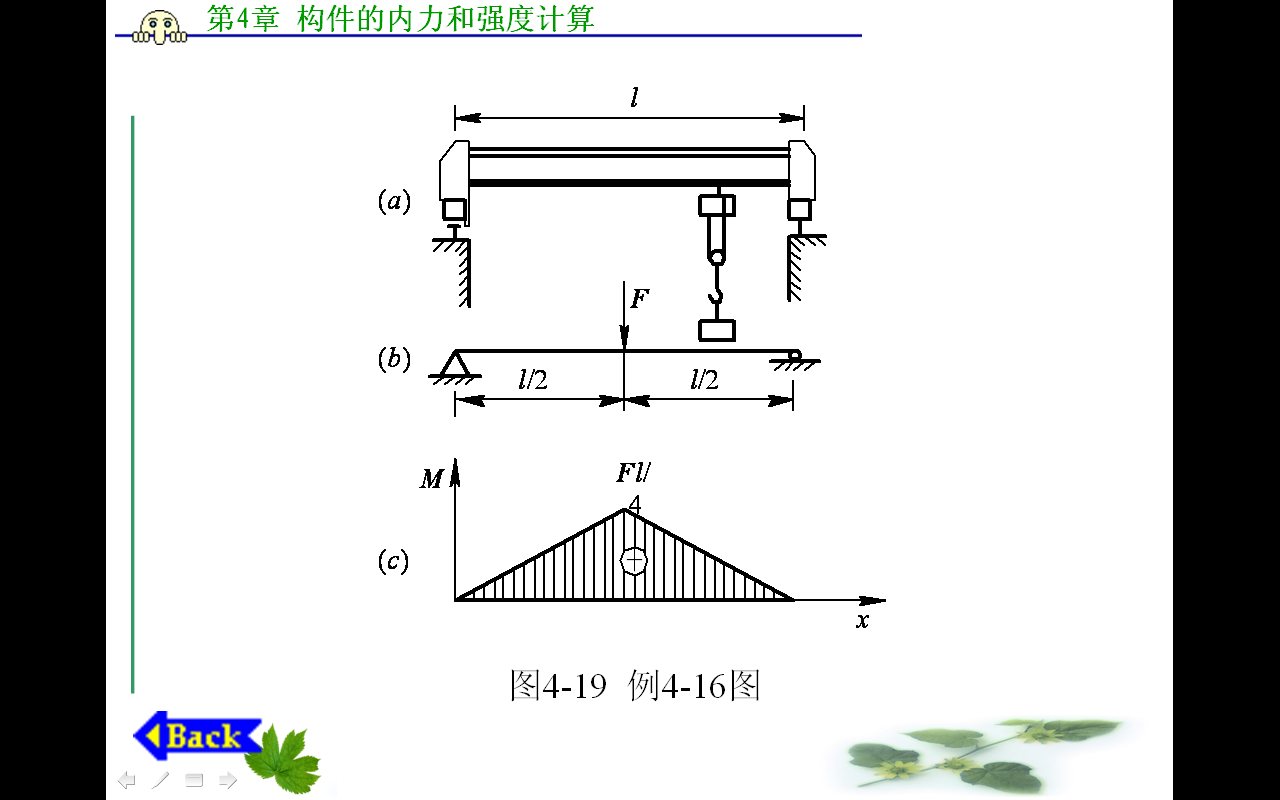 第4章 构件的内力和强度计算
l
(a)
F
(b)
l/2 l/2
M
Fl/
4
(c)
+
x
图4-19 例4-16图
Back